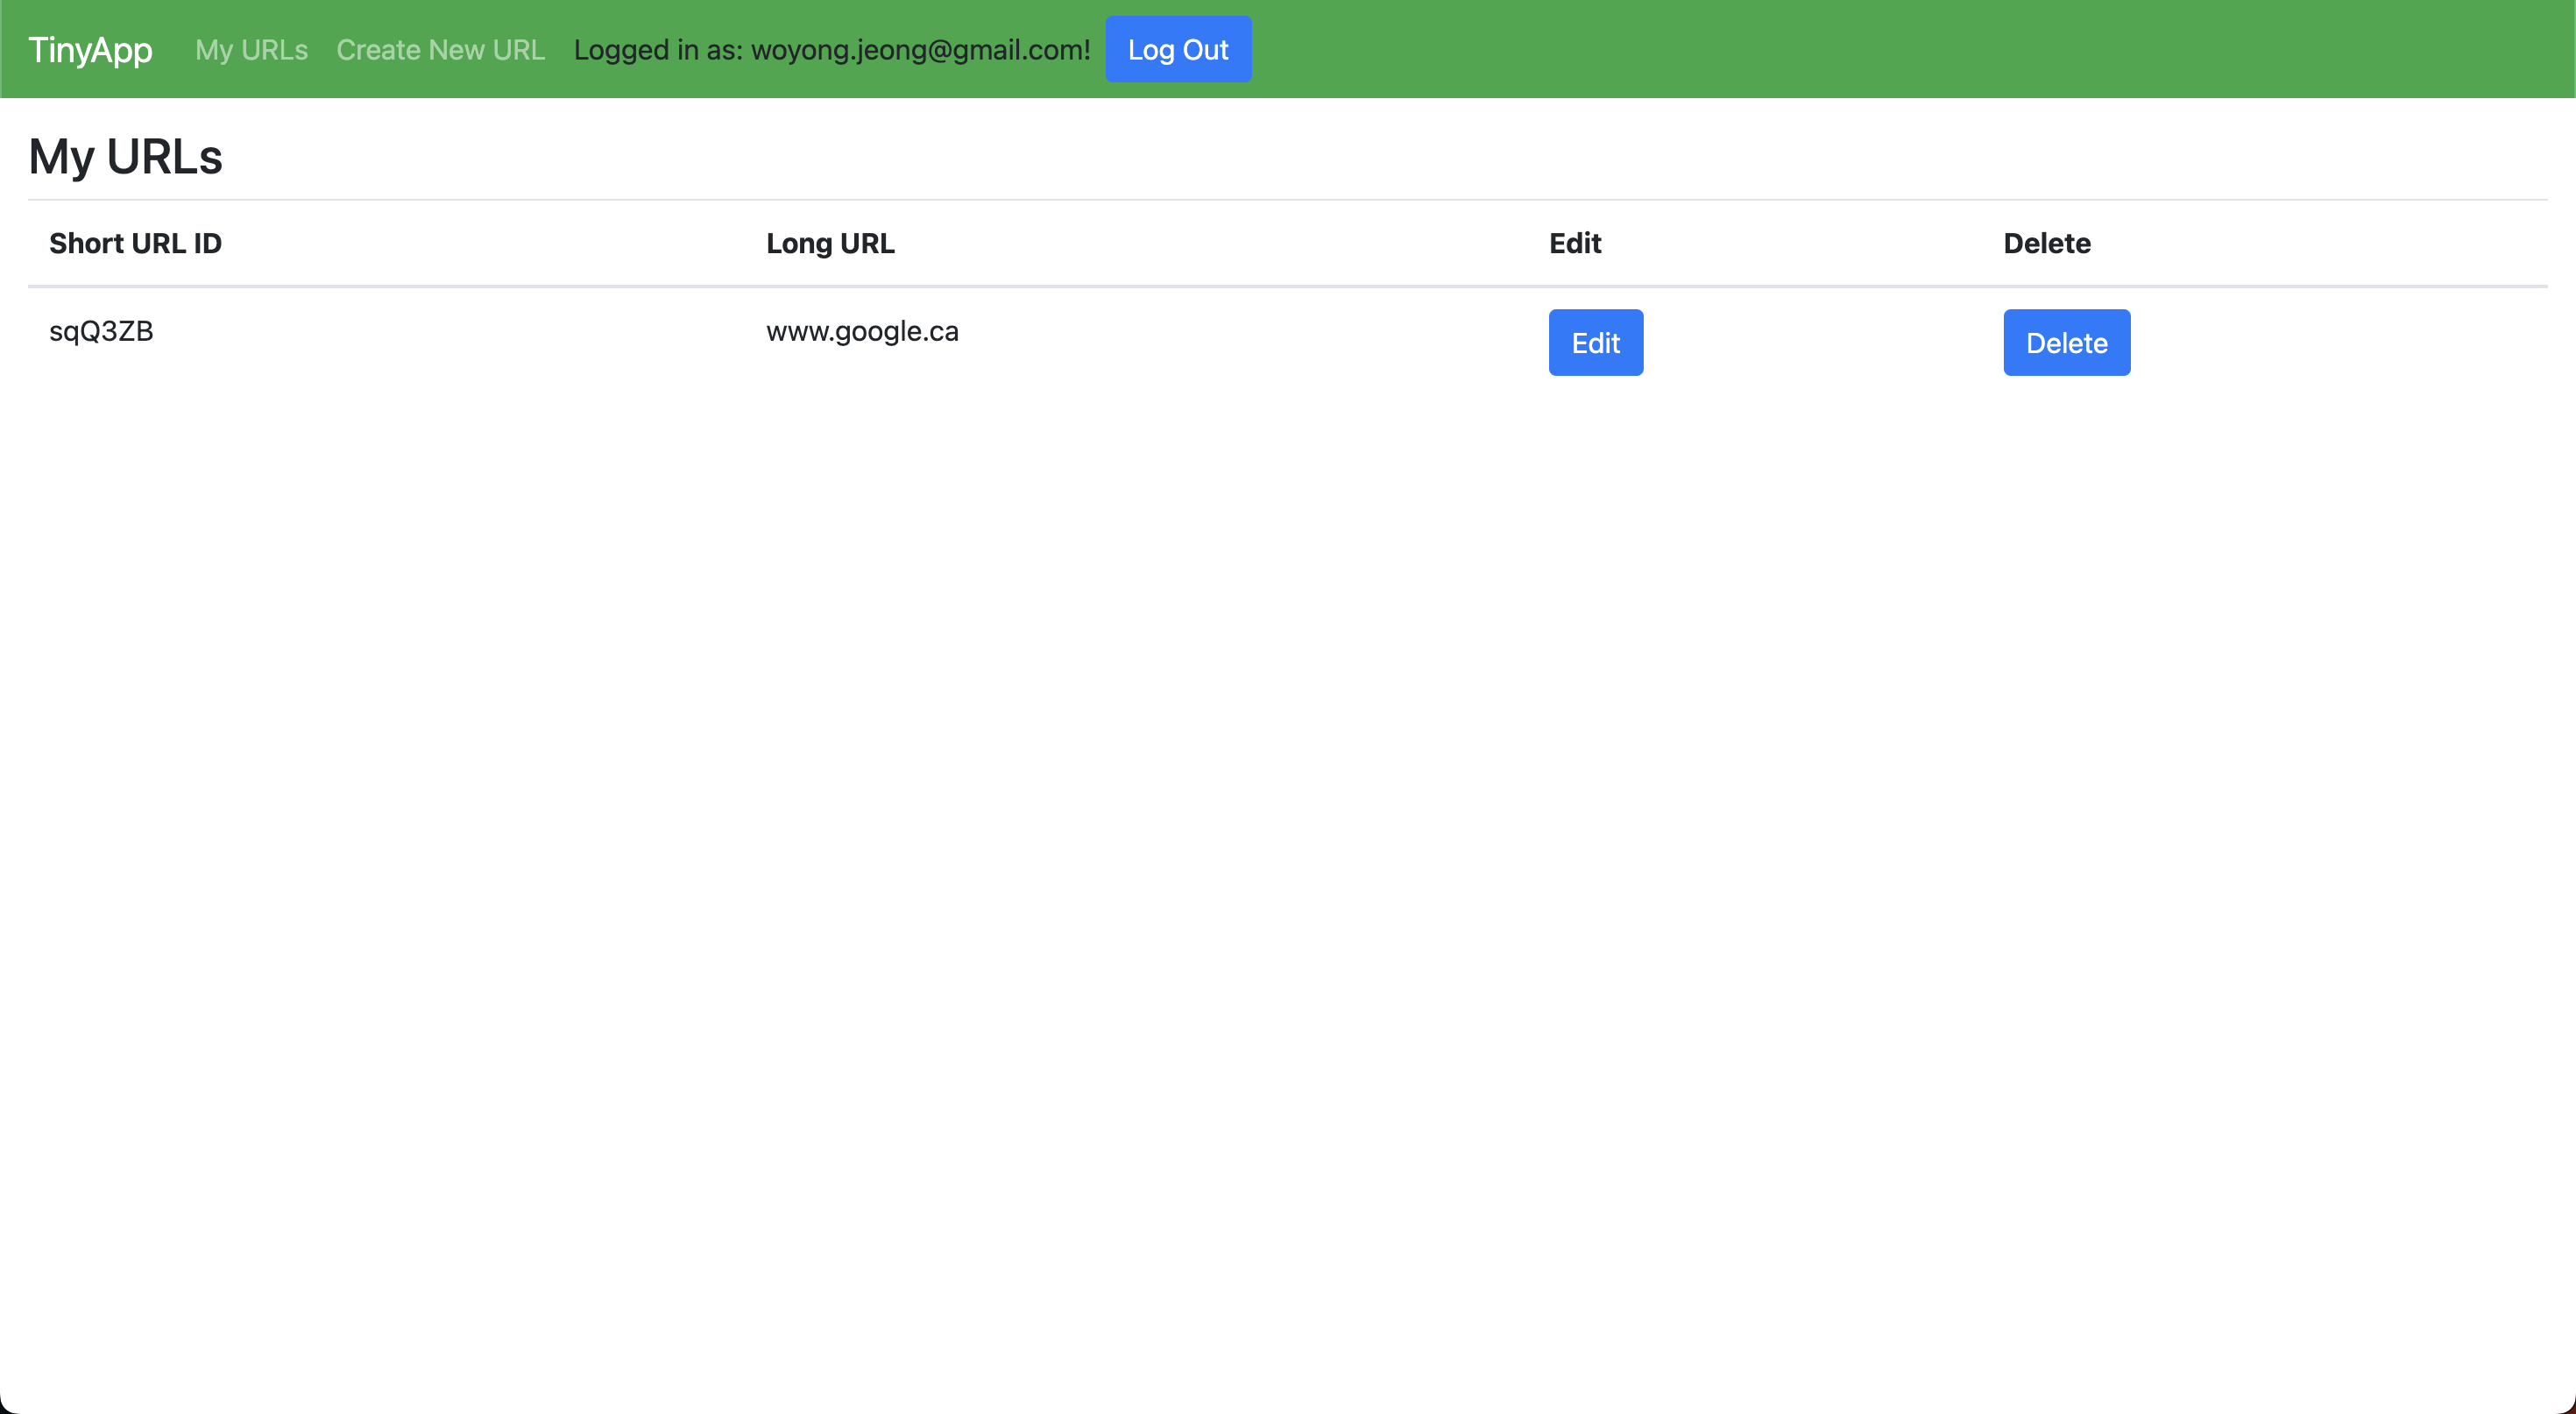 TinyApp My URLs Create New URL Logged in as: woyong.jeong@gmail.com! Log Out
My URLs
Short URL ID Long URL Edit Delete
sqQ3ZB www.google.ca Edit Delete